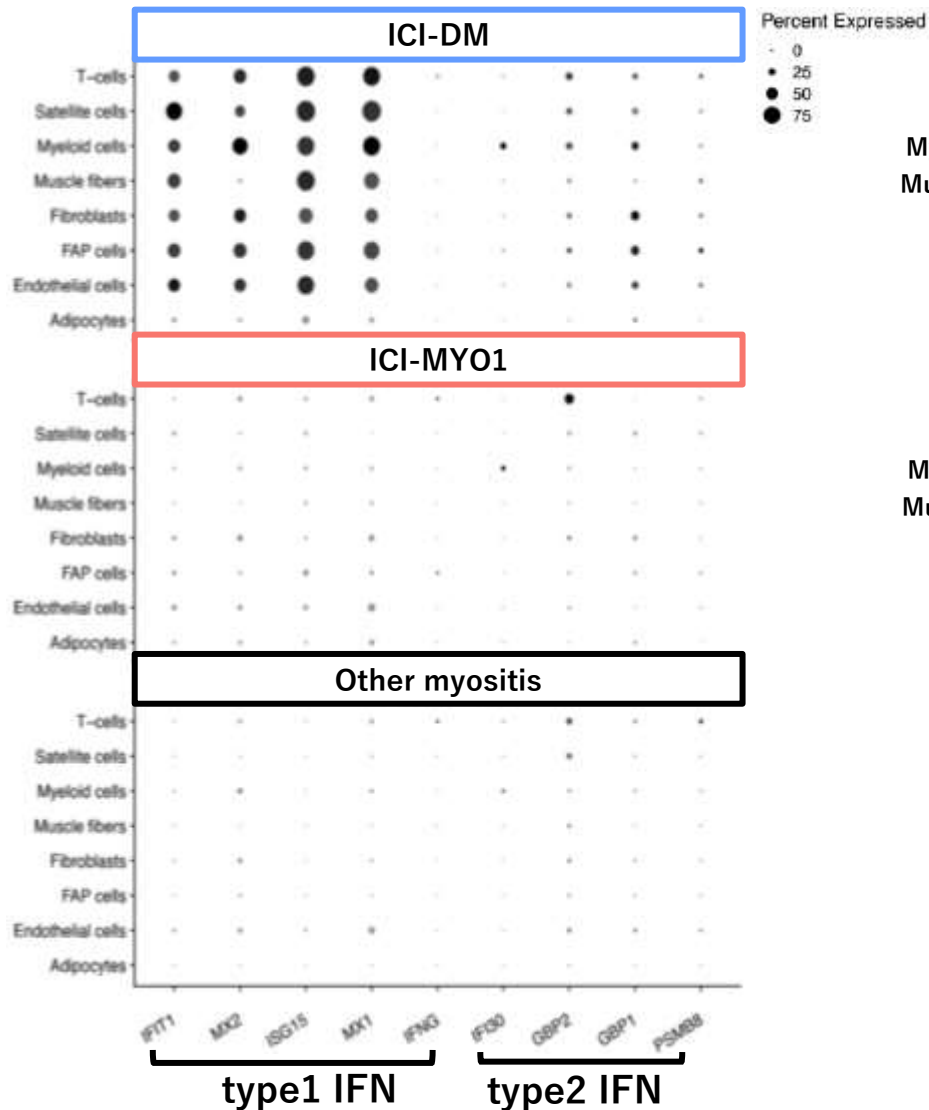 ICI-DM
Percent Expressed
0
25
50
75
T-cells
Satellite cells
Myeloid cells
Muscle fibers
Fibroblasts
FAP cells
Endothelial cells
Adipocytes
M
Mu
ICI-MYO1
T-cells
Satellite cells
Myeloid cells
Muscle fibers
Fibroblasts
FAP cells
Endothelial cells
Adipocytes
M
Mu
Other myositis
T-cells
Satellite cells
Myeloid cells
Muscle fibers
Fibroblasts
FAP cells
Endothelial cells
Adipocytes
IFIT1 MX2 ISG15 MX1 IFNG IFI30 GBP2 GBP1 PSMB8
type1 IFN type2 IFN